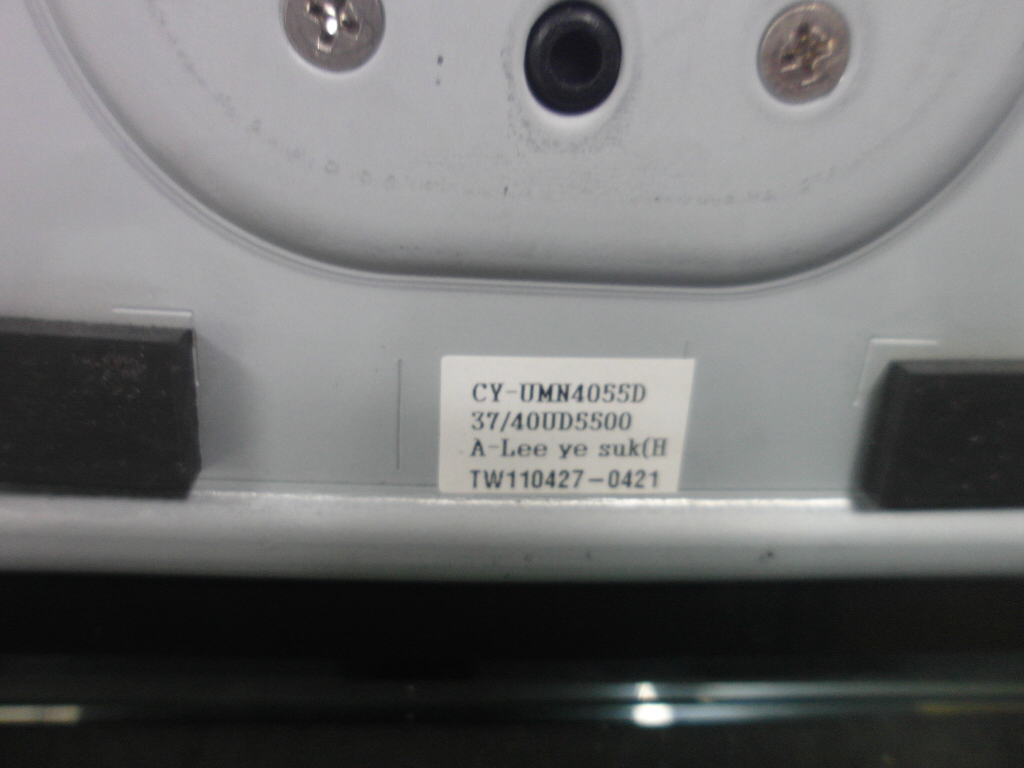 CY-UMN4055D
37/40UD5500
A-Lee ye suk(H
TW110427-0421